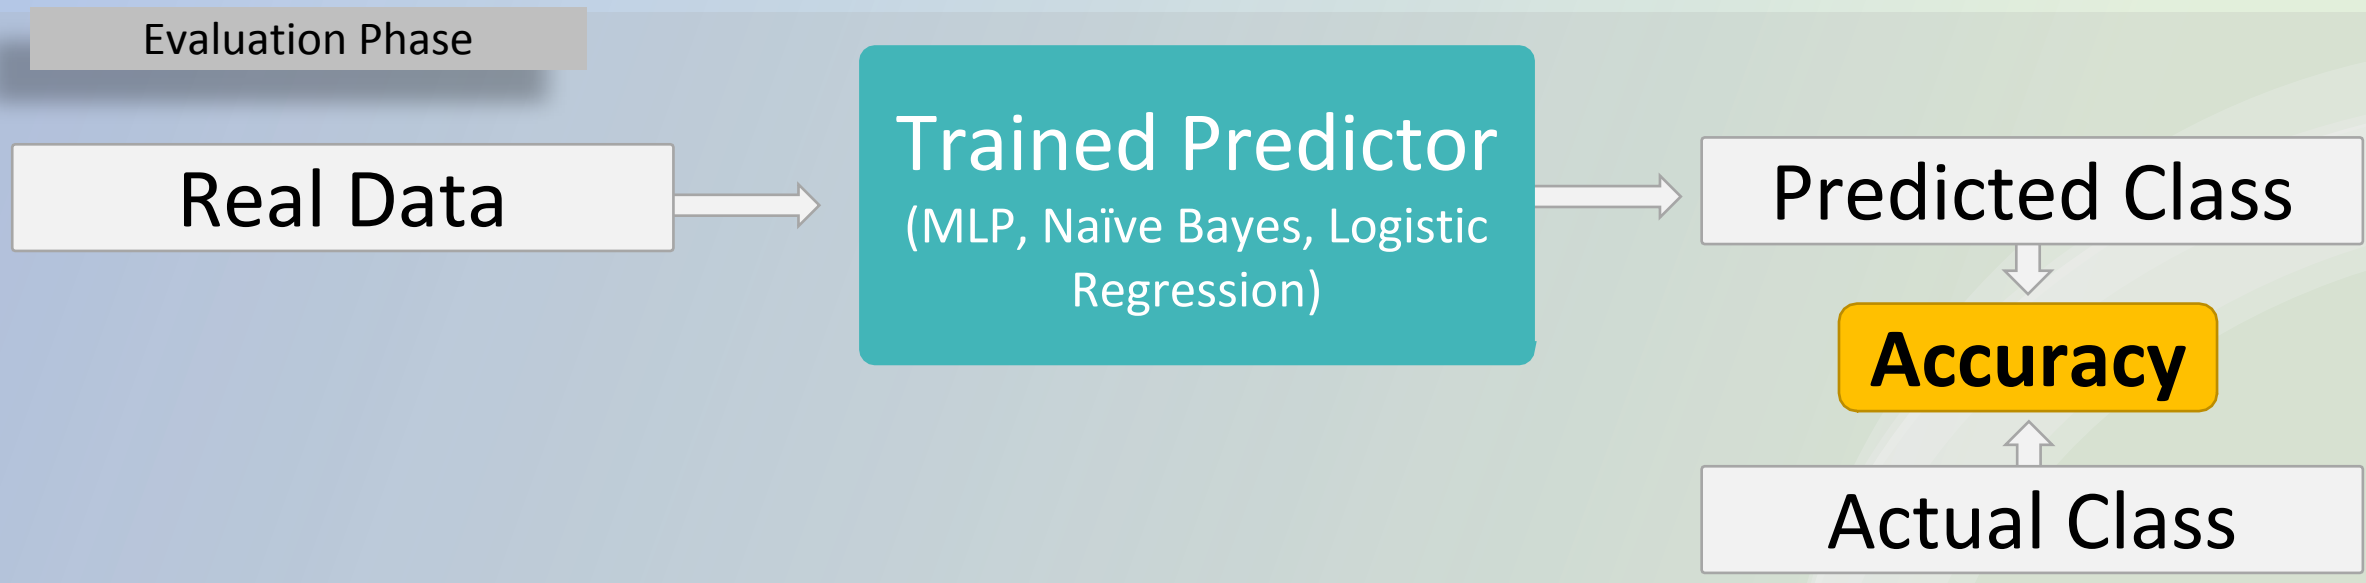 Evaluation Phase
Real Data
Trained Predictor
(MLP, Naïve Bayes, Logistic
Regression)
Predicted Class
Accuracy
Actual Class